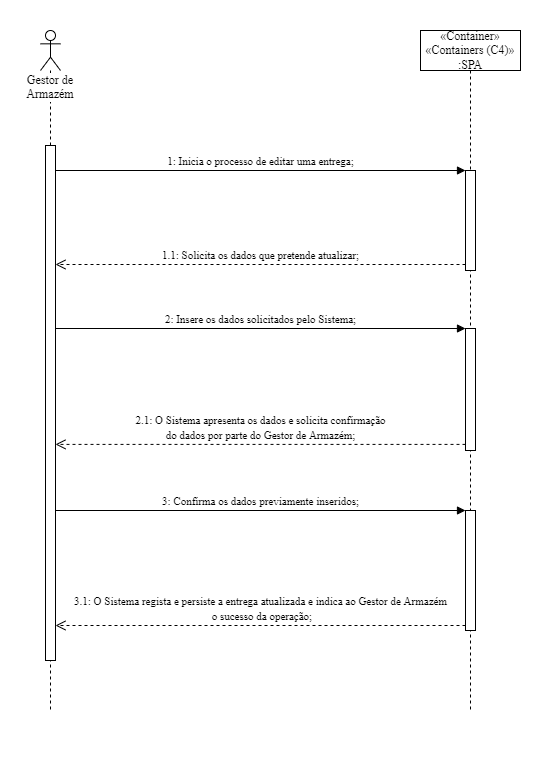 «Container»
«Containers (C4)»
:SPA
Gestor de
Armazém
1: Inicia o processo de editar uma entrega;
1.1: Solicita os dados que pretende atualizar;
2: Insere os dados solicitados pelo Sistema;
2.1: O Sistema apresenta os dados e solicita confirmação
do dados por parte do Gestor de Armazém;
3: Confirma os dados previamente inseridos;
3.1: O Sistema regista e persiste a entrega atualizada e indica ao Gestor de Armazém
o sucesso da operação;